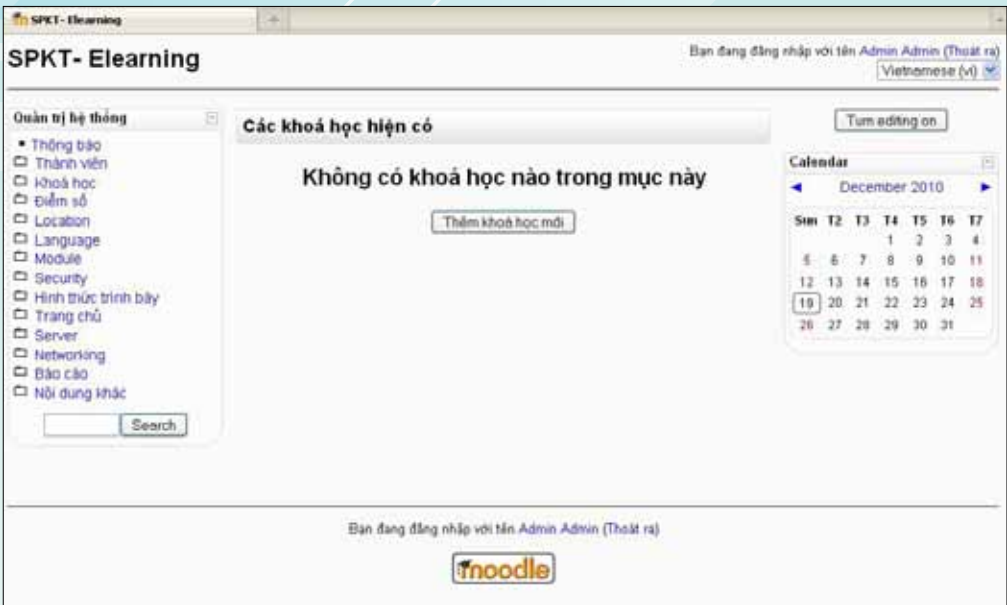 SPKT- Elearning
SPKT- Elearning
Bạn đang đăng nhập với tên Admin Admin (Thoát ra)
Vietnamese (vi)
Quản trị hệ thống
Thông báo
Thành viên
Khoá học
Điểm số
Location
Language
Module
Security
Hình thức trình bày
Trang chủ
Server
Networking
Báo cáo
Nội dung khác
Search
Các khoá học hiện có
Không có khoá học nào trong mục này
Thêm khoá học mới
Turn editing on
Calendar
December 2010
Sun T2 T3 T4 T5 T6 T7
1 2 3 4
5 6 7 8 9 10 11
12 13 14 15 16 17 18
19 20 21 22 23 24 25
26 27 28 29 30 31
Bạn đang đăng nhập với tên Admin Admin (Thoát ra)
moodle